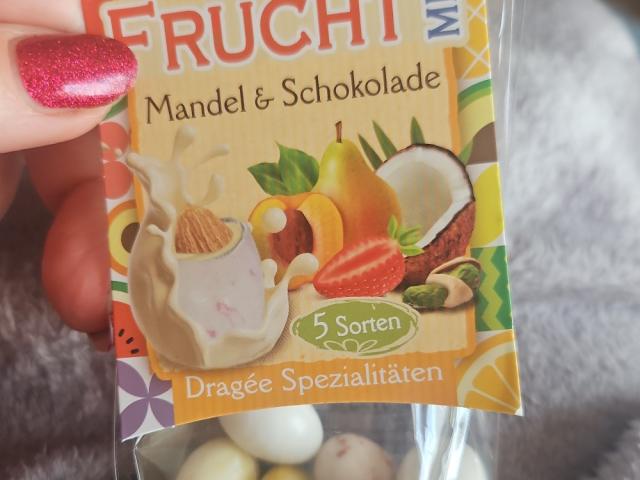 FRUCHT
Mandel & Schokolade
5 Sorten
Dragée Spezialitäten